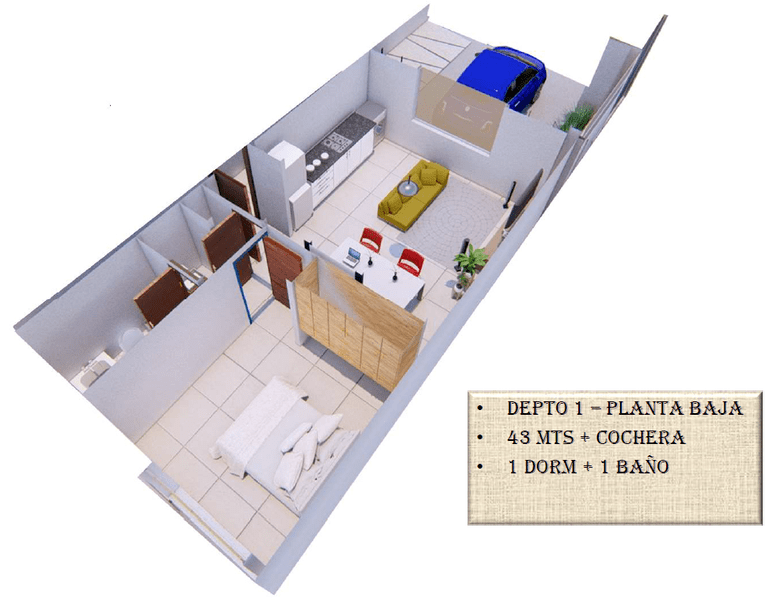 • DEPTO 1 – PLANTA BAJA
• 43 MTS + COCHERA
• 1 DORM + 1 BAÑO